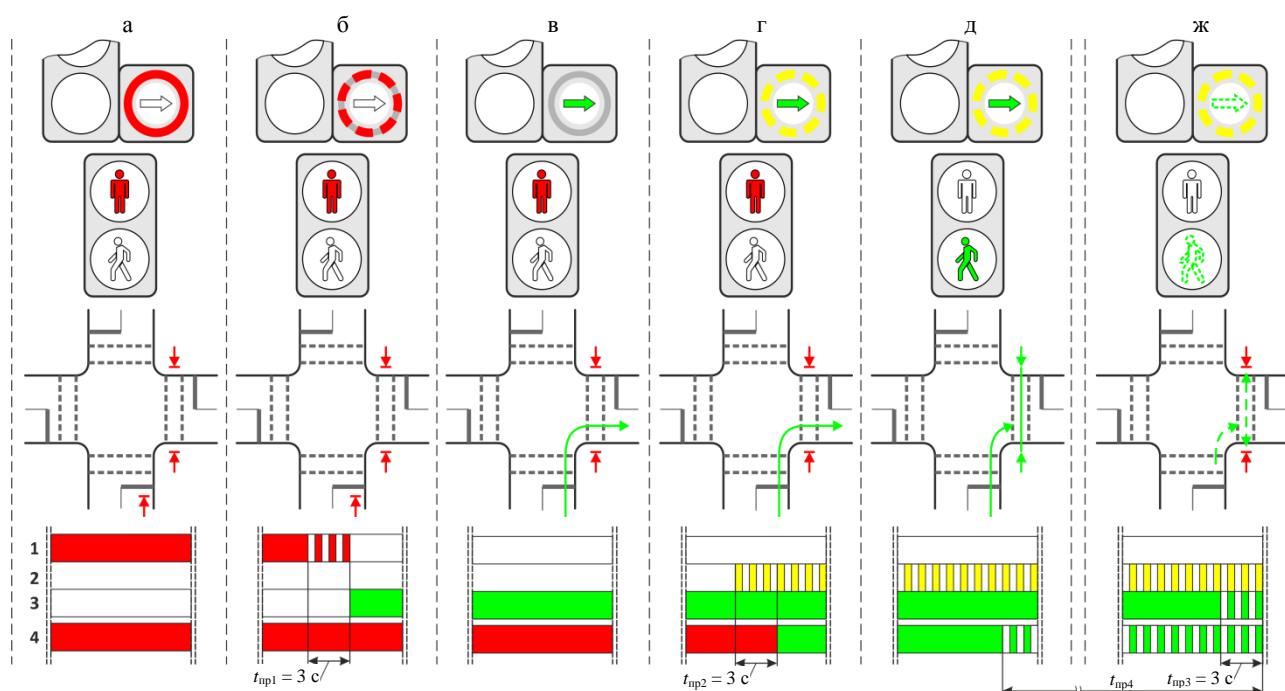 а б в г д ж
1
2
3
4
tпр1 = 3 с
tпр2 = 3 с
tпр4
tпр3 = 3 с